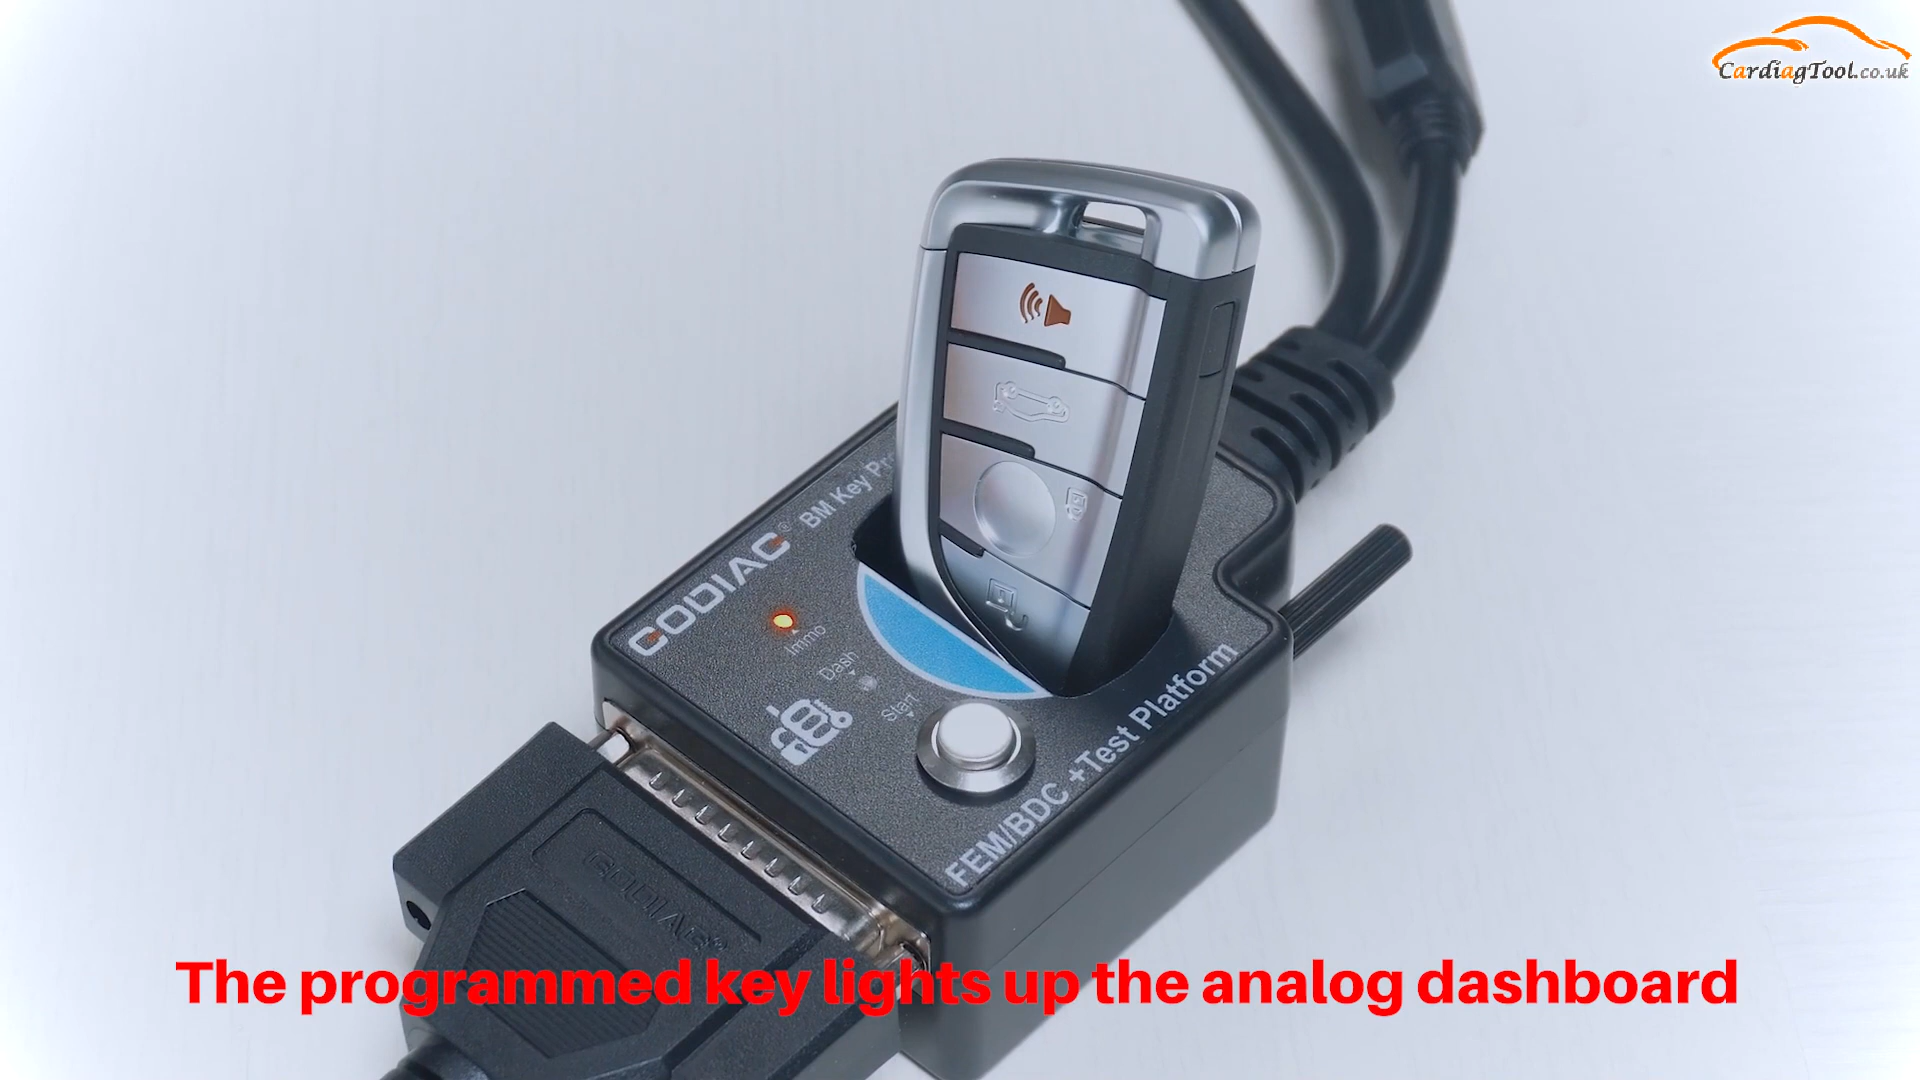 CardiagTool.co.uk
CODIAC® BM Key Pr
Immo
Dash
Start
FEM/BDC +Test Platform
CODIAC
The programmed key lights up the analog dashboard